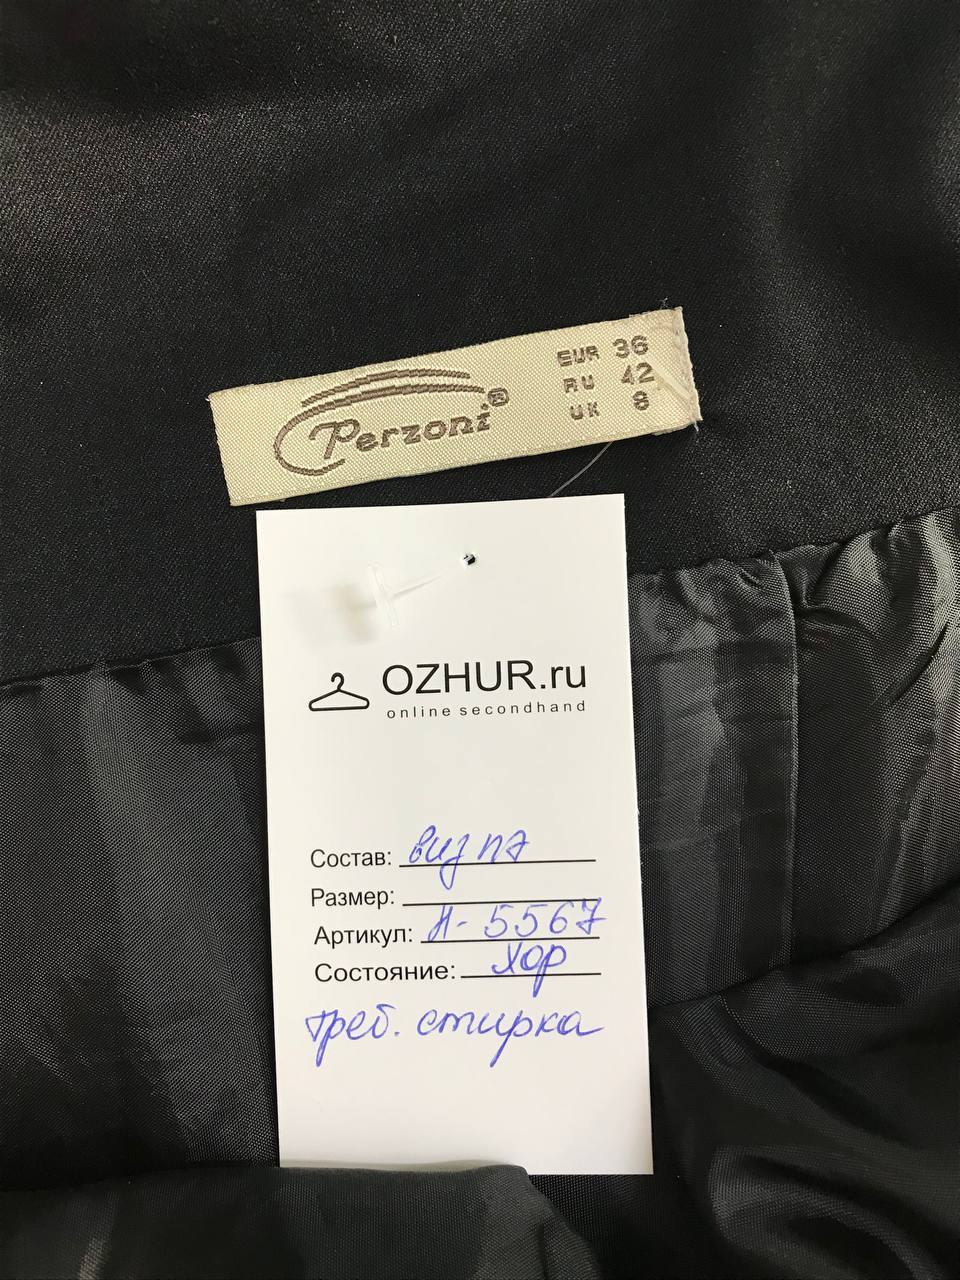 Perzoni®
EUR 36
RU 42
UK 8
OZHUR.ru
online secondhand
Состав: виз пэ
Размер:
Артикул: Н-5567
Состояние: хор
треб. стирка